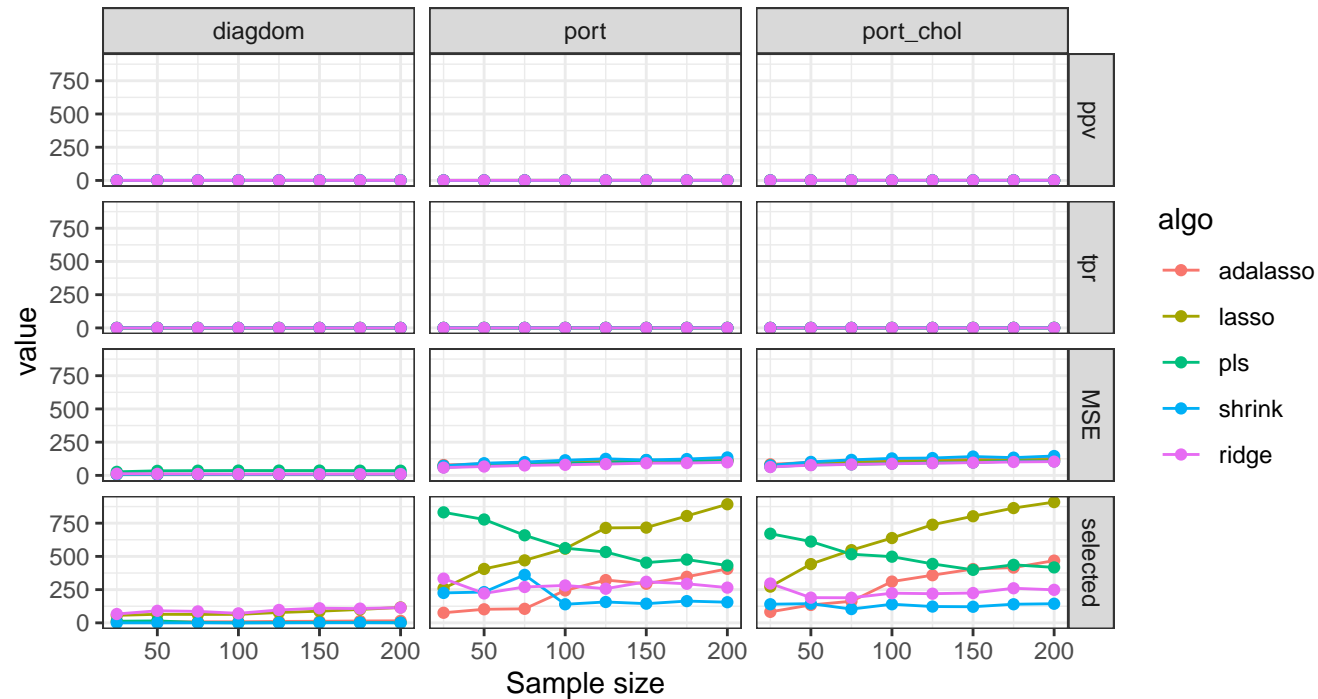 diagdom port port_chol
750
500
250
0
ppv
750
500
250
0
tpr
750
500
250
0
MSE
750
500
250
0
selected
50 100 150 200 50 100 150 200 50 100 150 200
Sample size
value
algo
adalasso
lasso
pls
shrink
ridge